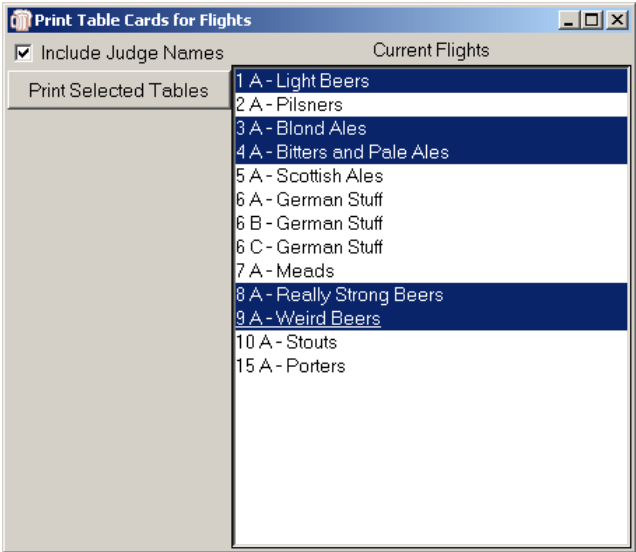 Print Table Cards for Flights
Include Judge Names
Current Flights
Print Selected Tables
1 A - Light Beers
2 A - Pilsners
3 A - Blond Ales
4 A - Bitters and Pale Ales
5 A - Scottish Ales
6 A - German Stuff
6 B - German Stuff
6 C - German Stuff
7 A - Meads
8 A - Really Strong Beers
9 A - Weird Beers
10 A - Stouts
15 A - Porters